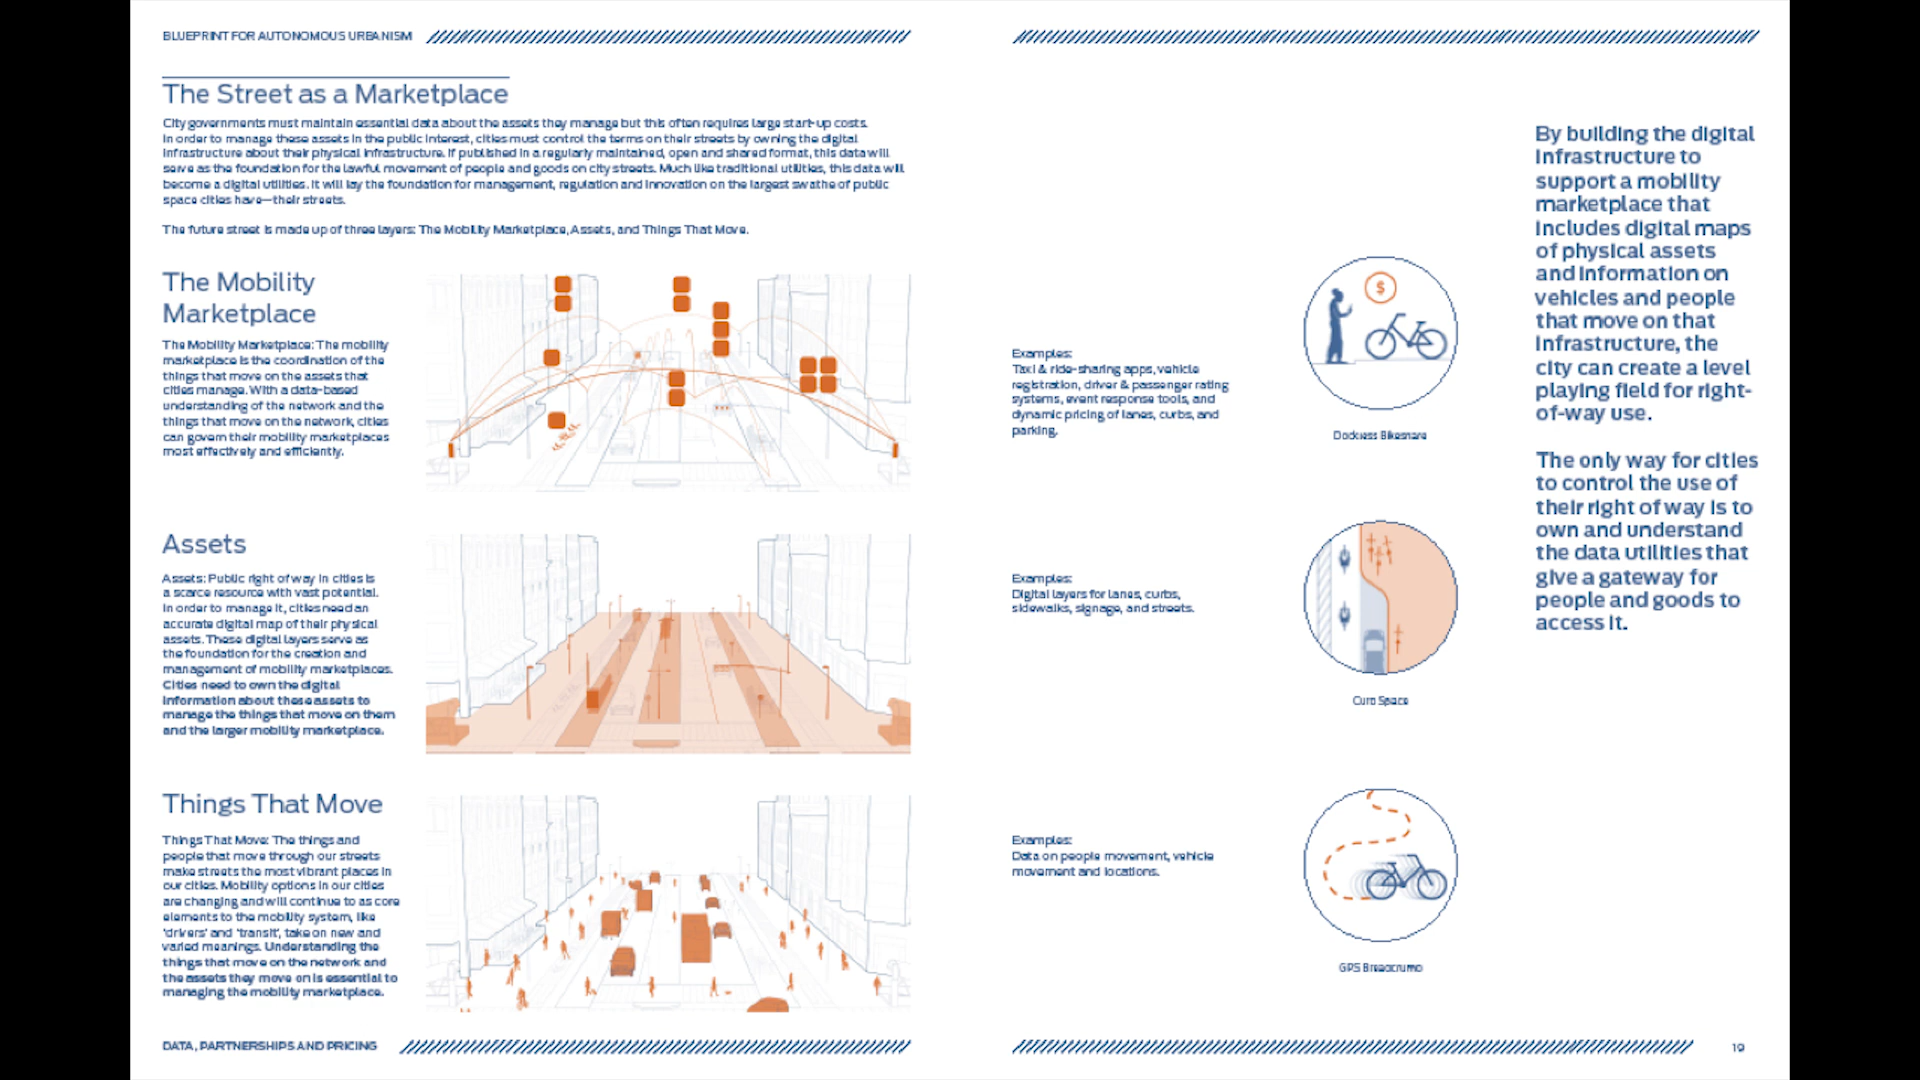 BLUEPRINT FOR AUTONOMOUS URBANISM
The Street as a Marketplace
City governments must maintain essential data about the assets they manage but this often requires large start-up costs.
In order to manage these assets in the public interest, cities must control the terms on their streets by owning the digital
infrastructure about their physical infrastructure. If published in a regularly maintained, open and shared format, this data will
serve as the foundation for the lawful movement of people and goods on city streets. Much like traditional utilities, this data will
become a digital utilities. It will lay the foundation for management, regulation and innovation on the largest swathe of public
space cities have—their streets.
The future street is made up of three layers: The Mobility Marketplace, Assets, and Things That Move.
The Mobility
Marketplace
The Mobility Marketplace: The mobility
marketplace is the coordination of the
things that move on the assets that
cities manage. With a data-based
understanding of the network and the
things that move on the network, cities
can govern their mobility marketplaces
most effectively and efficiently.
Examples:
Taxi & ride-sharing apps, vehicle
registration, driver & passenger rating
systems, event response tools, and
dynamic pricing of lanes, curbs, and
parking.
$
Dockless Bikeshare
Assets
Assets: Public right of way in cities is
a scarce resource with vast potential.
In order to manage it, cities need an
accurate digital map of their physical
assets. These digital layers serve as
the foundation for the creation and
management of mobility marketplaces.
Cities need to own the digital
information about these assets to
manage the things that move on them
and the larger mobility marketplace.
Examples:
Digital layers for lanes, curbs,
sidewalks, signage, and streets.
Curb Space
Things That Move
Things That Move: The things and
people that move through our streets
make streets the most vibrant places in
our cities. Mobility options in our cities
are changing and will continue to as core
elements to the mobility system, like
'drivers' and 'transit', take on new and
varied meanings. Understanding the
things that move on the network and
the assets they move on is essential to
managing the mobility marketplace.
Examples:
Data on people movement, vehicle
movement and locations.
GPS Breadcrumb
By building the digital
infrastructure to
support a mobility
marketplace that
includes digital maps
of physical assets
and information on
vehicles and people
that move on that
infrastructure, the
city can create a level
playing field for right-
of-way use.
The only way for cities
to control the use of
their right of way is to
own and understand
the data utilities that
give a gateway for
people and goods to
access it.
DATA, PARTNERSHIPS AND PRICING
19